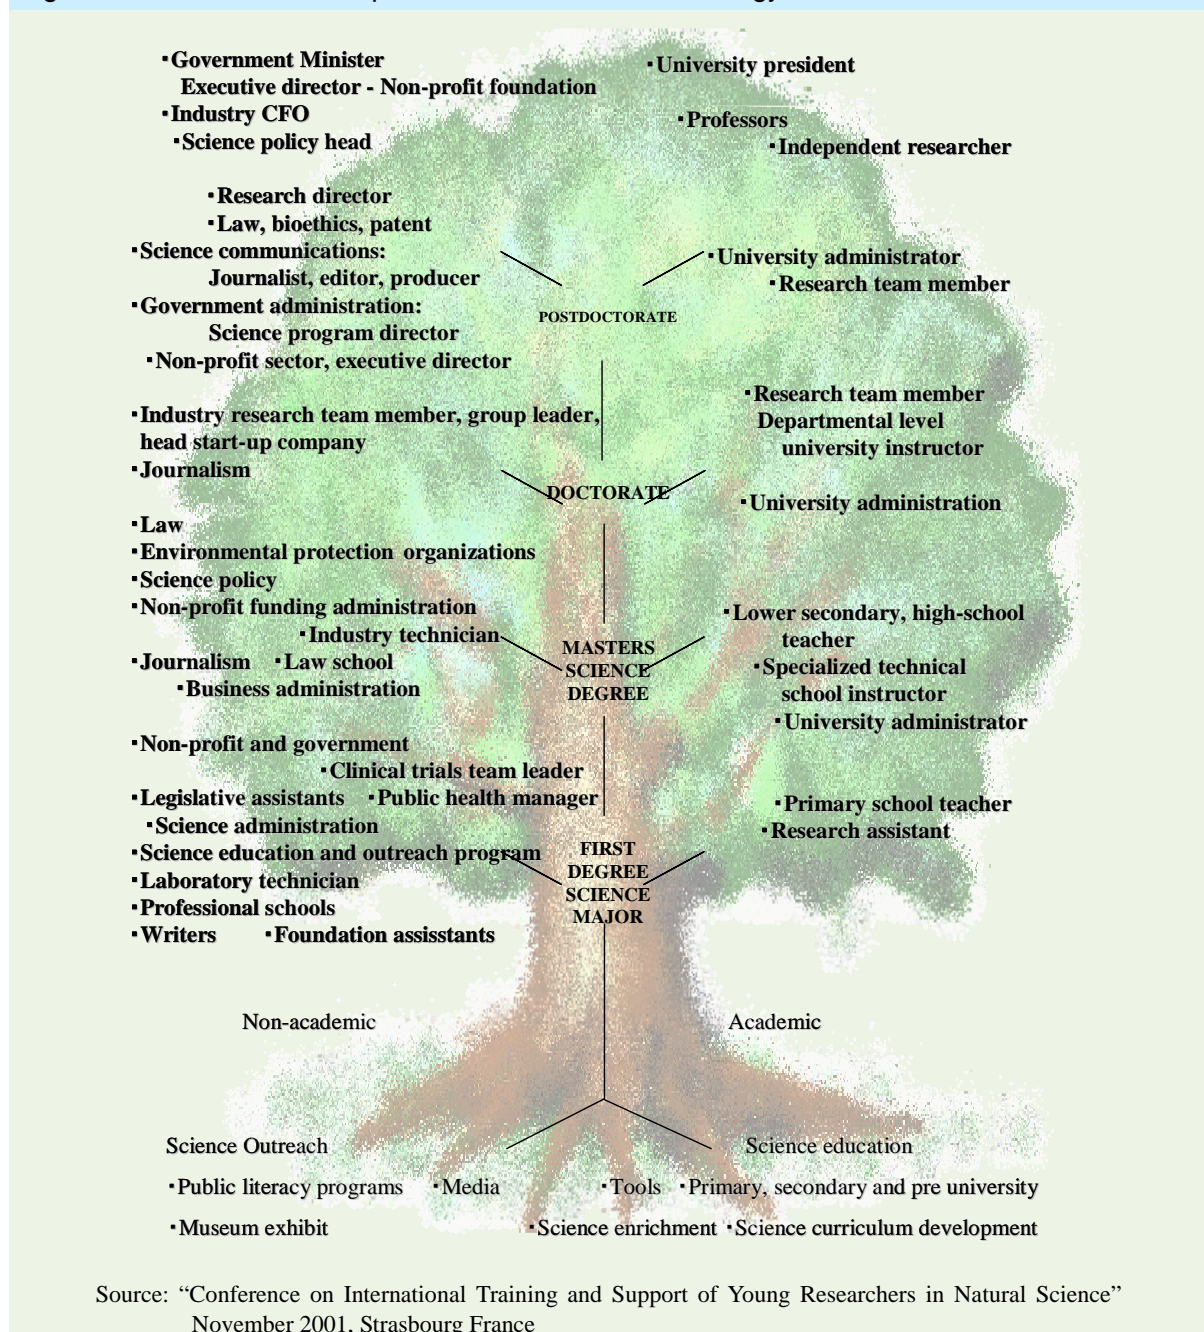 ▪Government Minister
Executive director - Non-profit foundation
▪Industry CFO
▪Science policy head
▪University president
▪Professors
▪Independent researcher
▪Research director
▪Law, bioethics, patent
▪Science communications:
Journalist, editor, producer
▪Government administration:
Science program director
▪Non-profit sector, executive director
▪University administrator
▪Research team member
POSTDOCTORATE
▪Industry research team member, group leader,
head start-up company
▪Journalism
▪Research team member
Departmental level
university instructor
▪University administration
DOCTORATE
▪Law
▪Environmental protection organizations
▪Science policy
▪Non-profit funding administration
▪Industry technician
▪Journalism ▪Law school
▪Business administration
▪Lower secondary, high-school
teacher
▪Specialized technical
school instructor
▪University administrator
MASTERS
SCIENCE
DEGREE
▪Non-profit and government
▪Clinical trials team leader
▪Legislative assistants ▪Public health manager
▪Science administration
▪Science education and outreach program
▪Laboratory technician
▪Professional schools
▪Writers ▪Foundation assisstants
▪Primary school teacher
▪Research assistant
FIRST
DEGREE
SCIENCE
MAJOR
Non-academic
Academic
Science Outreach
Science education
▪Public literacy programs ▪Media ▪Tools ▪Primary, secondary and pre university
▪Museum exhibit ▪Science enrichment ▪Science curriculum development
Source: “Conference on International Training and Support of Young Researchers in Natural Science”
November 2001, Strasbourg France